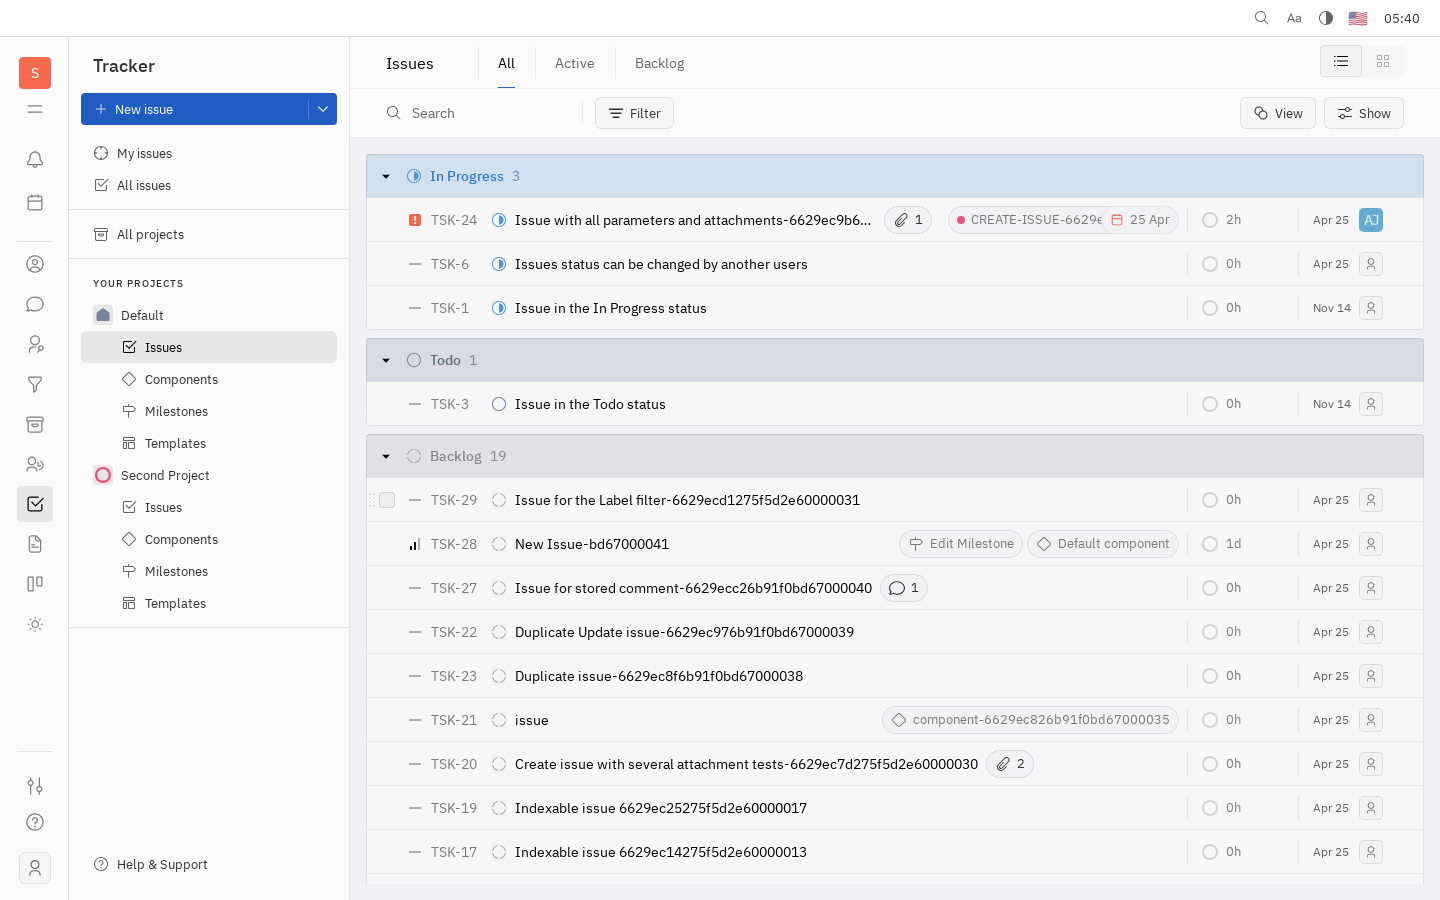 Aa 05:40
S
Tracker
New issue
My issues
All issues
All projects
YOUR PROJECTS
Default
Issues
Components
Milestones
Templates
Second Project
Issues
Components
Milestones
Templates
Help & Support
Issues All Active Backlog
Search Filter View Show
In Progress 3
TSK-24 Issue with all parameters and attachments-6629ec9b6... 1 CREATE-ISSUE-6629e 25 Apr 2h Apr 25 AJ
TSK-6 Issues status can be changed by another users 0h Apr 25
TSK-1 Issue in the In Progress status 0h Nov 14
Todo 1
TSK-3 Issue in the Todo status 0h Nov 14
Backlog 19
TSK-29 Issue for the Label filter-6629ecd1275f5d2e60000031 0h Apr 25
TSK-28 New Issue-bd67000041 Edit Milestone Default component 1d Apr 25
TSK-27 Issue for stored comment-6629ecc26b91f0bd67000040 1 0h Apr 25
TSK-22 Duplicate Update issue-6629ec976b91f0bd67000039 0h Apr 25
TSK-23 Duplicate issue-6629ec8f6b91f0bd67000038 0h Apr 25
TSK-21 issue component-6629ec826b91f0bd67000035 0h Apr 25
TSK-20 Create issue with several attachment tests-6629ec7d275f5d2e60000030 2 0h Apr 25
TSK-19 Indexable issue 6629ec25275f5d2e60000017 0h Apr 25
TSK-17 Indexable issue 6629ec14275f5d2e60000013 0h Apr 25